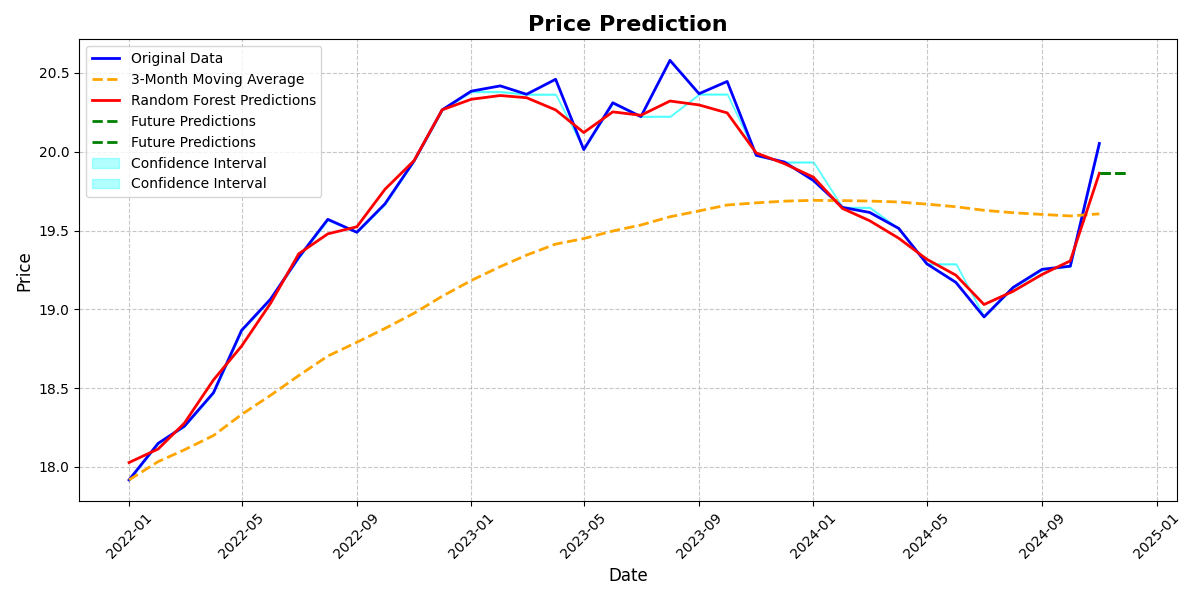 Price Prediction
Original Data
3-Month Moving Average
Random Forest Predictions
Future Predictions
Future Predictions
Confidence Interval
Confidence Interval
Price
20.5
20.0
19.5
19.0
18.5
18.0
2022-01
2022-05
2022-09
2023-01
2023-05
2023-09
2024-01
2024-05
2024-09
2025-01
Date